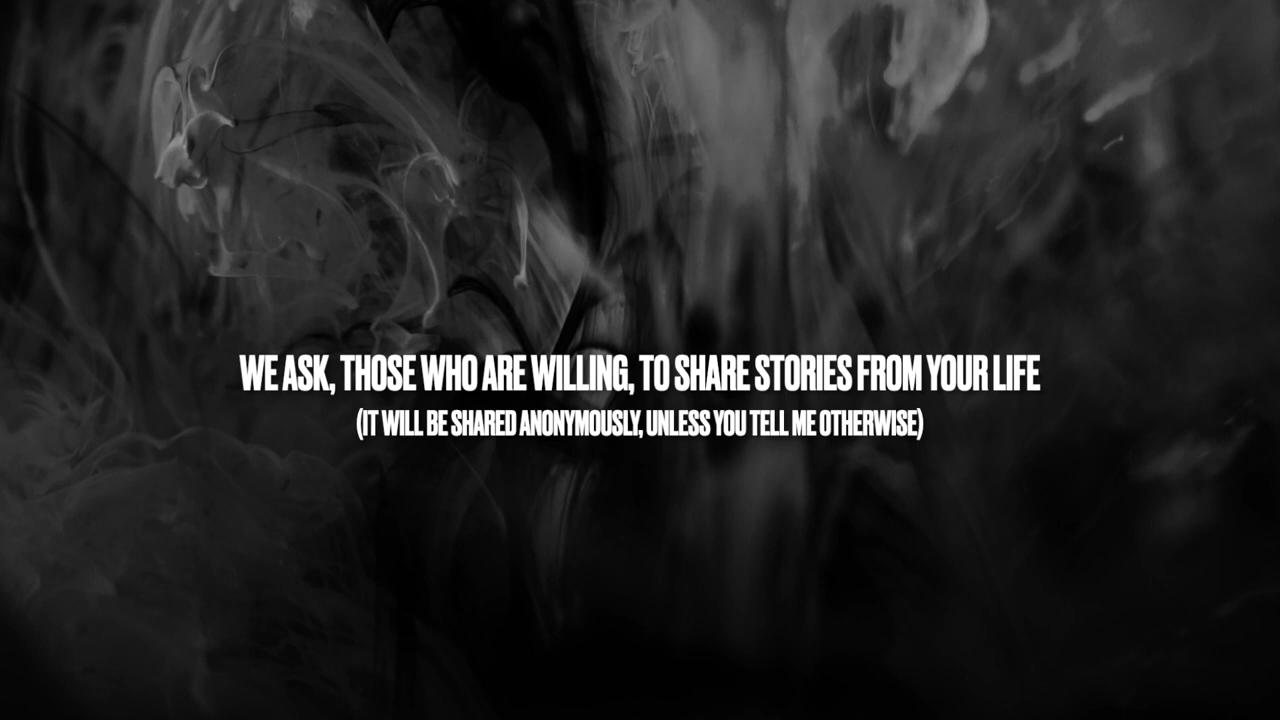 WE ASK, THOSE WHO ARE WILLING, TO SHARE STORIES FROM YOUR LIFE
(IT WILL BE SHARED ANONYMOUSLY, UNLESS YOU TELL ME OTHERWISE)